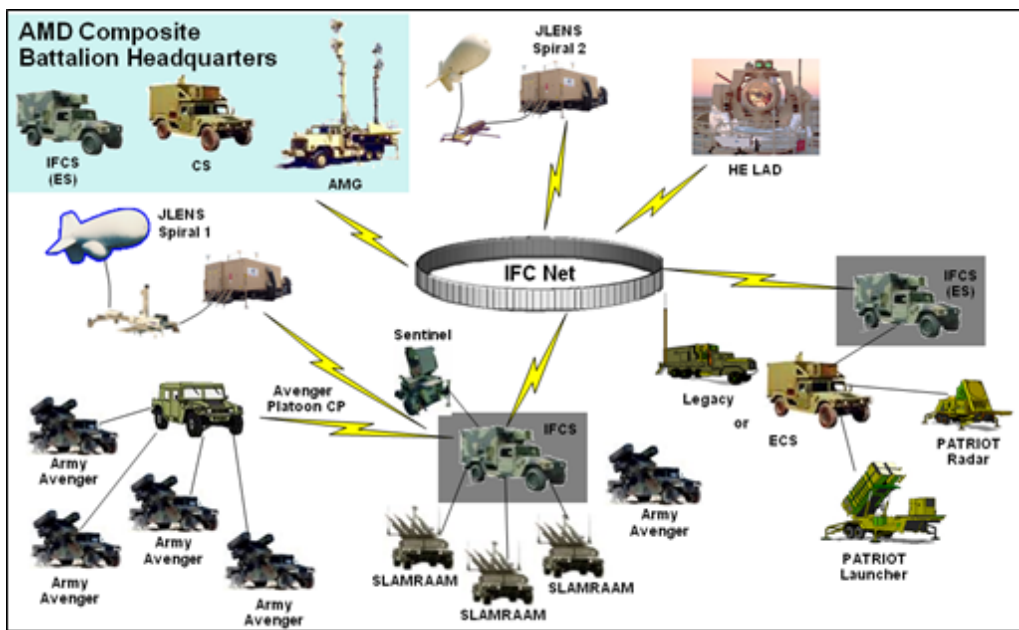 AMD Composite
Battalion Headquarters
IFCS
(ES)
CS
AMG
JLENS
Spiral 2
HE LAD
JLENS
Spiral 1
IFC Net
IFCS
(ES)
Sentinel
Avenger
Platoon CP
Legacy
or
ECS
PATRIOT
Radar
IFCS
Army
Avenger
Army
Avenger
Army
Avenger
Army
Avenger
Army
Avenger
SLAMRAAM
SLAMRAAM
SLAMRAAM
PATRIOT
Launcher